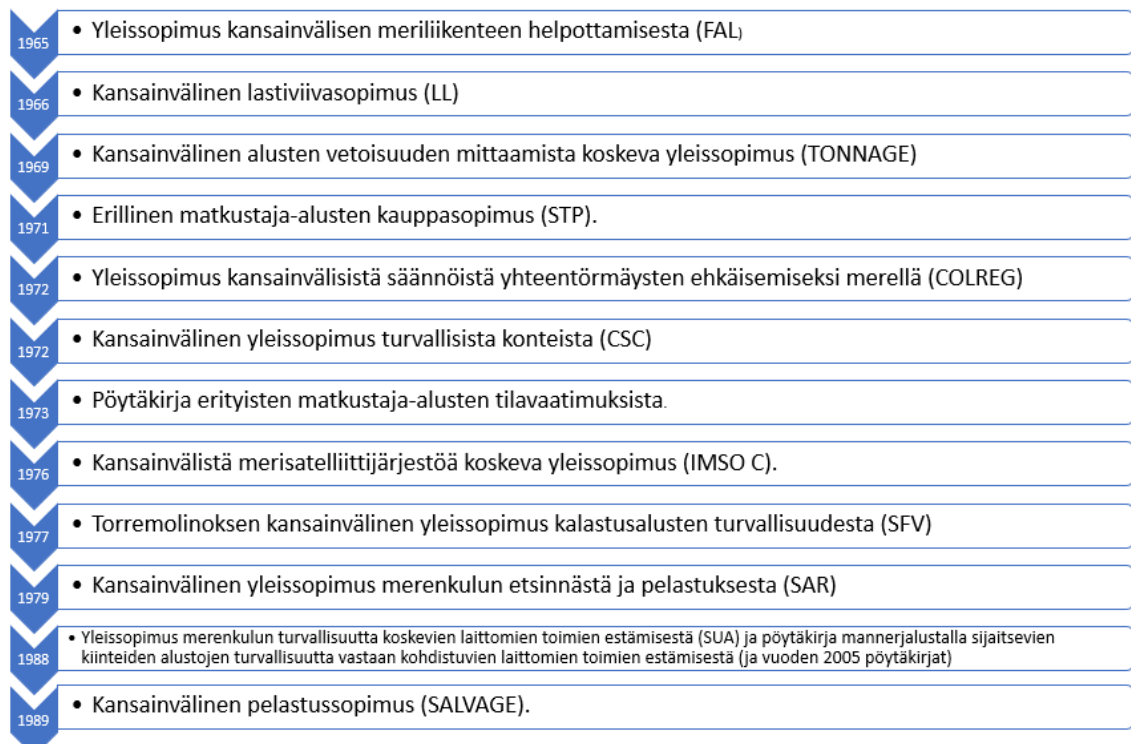 1965
• Yleissopimus kansainvälisen meriliikenteen helpottamisesta (FAL)
1966
• Kansainvälinen lastiviivasopimus (LL)
1969
• Kansainvälinen alusten vetoisuuden mittaamista koskeva yleissopimus (TONNAGE)
1971
• Erillinen matkustaja-alusten kauppasopimus (STP).
1972
• Yleissopimus kansainvälisistä säännöistä yhteentörmäysten ehkäisemiseksi merellä (COLREG)
1972
• Kansainvälinen yleissopimus turvallisista konteista (CSC)
1973
• Pöytäkirja erityisten matkustaja-alusten tilavaatimuksista.
1976
• Kansainvälistä merisatelliittijärjestöä koskeva yleissopimus (IMSO C).
1977
• Torremolinoksen kansainvälinen yleissopimus kalastusalusten turvallisuudesta (SFV)
1979
• Kansainvälinen yleissopimus merenkulun etsinnästä ja pelastuksesta (SAR)
1988
• Yleissopimus merenkulun turvallisuutta koskevien laittomien toimien estämisestä (SUA) ja pöytäkirja mannerjalustalla sijaitsevien
kiinteiden alustojen turvallisuutta vastaan kohdistuvien laittomien toimien estämisestä (ja vuoden 2005 pöytäkirjat)
1989
• Kansainvälinen pelastussopimus (SALVAGE).